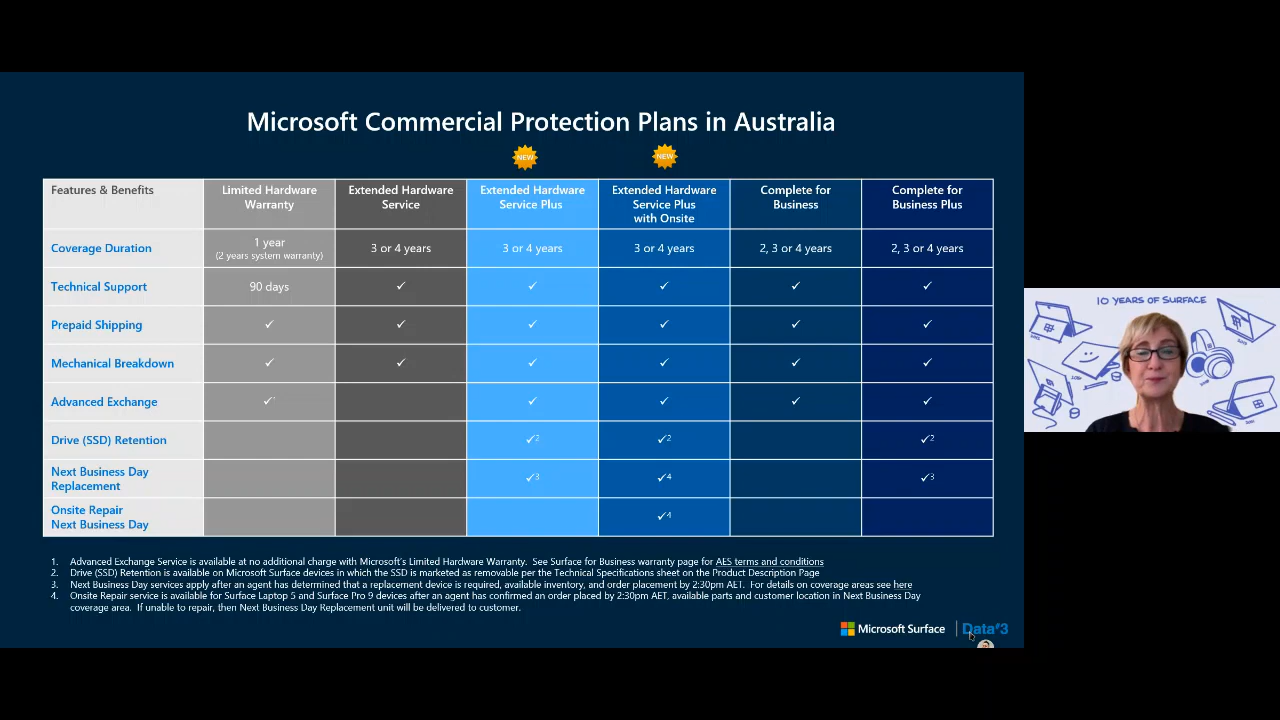 Microsoft Commercial Protection Plans in Australia
NEW
NEW
Features & Benefits
Limited Hardware
Warranty
Extended Hardware
Service
Extended Hardware
Service Plus
Extended Hardware
Service Plus
with Onsite
Complete for
Business
Complete for
Business Plus
Coverage Duration
1 year
(2 years system warranty)
3 or 4 years
3 or 4 years
3 or 4 years
2, 3 or 4 years
2, 3 or 4 years
Technical Support
90 days
✓
✓
✓
✓
✓
Prepaid Shipping
✓
✓
✓
✓
✓
✓
Mechanical Breakdown
✓
✓
✓
✓
✓
✓
Advanced Exchange
✓
✓
✓
✓
✓
Drive (SSD) Retention
✓2
✓2
✓2
Next Business Day
Replacement
✓3
✓4
✓3
Onsite Repair
Next Business Day
✓4
1. Advanced Exchange Service is available at no additional charge with Microsoft's Limited Hardware Warranty. See Surface for Business warranty page for AES terms and conditions
2. Drive (SSD) Retention is available on Microsoft Surface devices in which the SSD is marketed as removable per the Technical Specifications sheet on the Product Description Page
3. Next Business Day services apply after an agent has determined that a replacement device is required, available inventory, and order placement by 2:30pm AET. For details on coverage areas see here
4. Onsite Repair service is available for Surface Laptop 5 and Surface Pro 9 devices after an agent has confirmed an order placed by 2:30pm AET, available parts and customer location in Next Business Day
coverage area. If unable to repair, then Next Business Day Replacement unit will be delivered to customer.
Microsoft Surface
Data#3
10 YEARS OF SURFACE